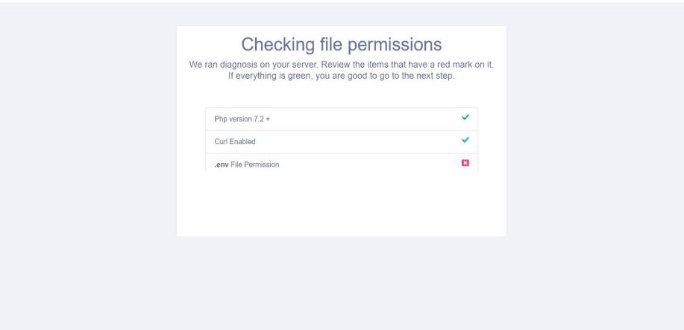 Checking file permissions
We ran diagnosis on your server. Review the items that have a red mark on it.
If everything is green, you are good to go to the next step.
Php version 7.2 +
Curl Enabled
.env File Permission